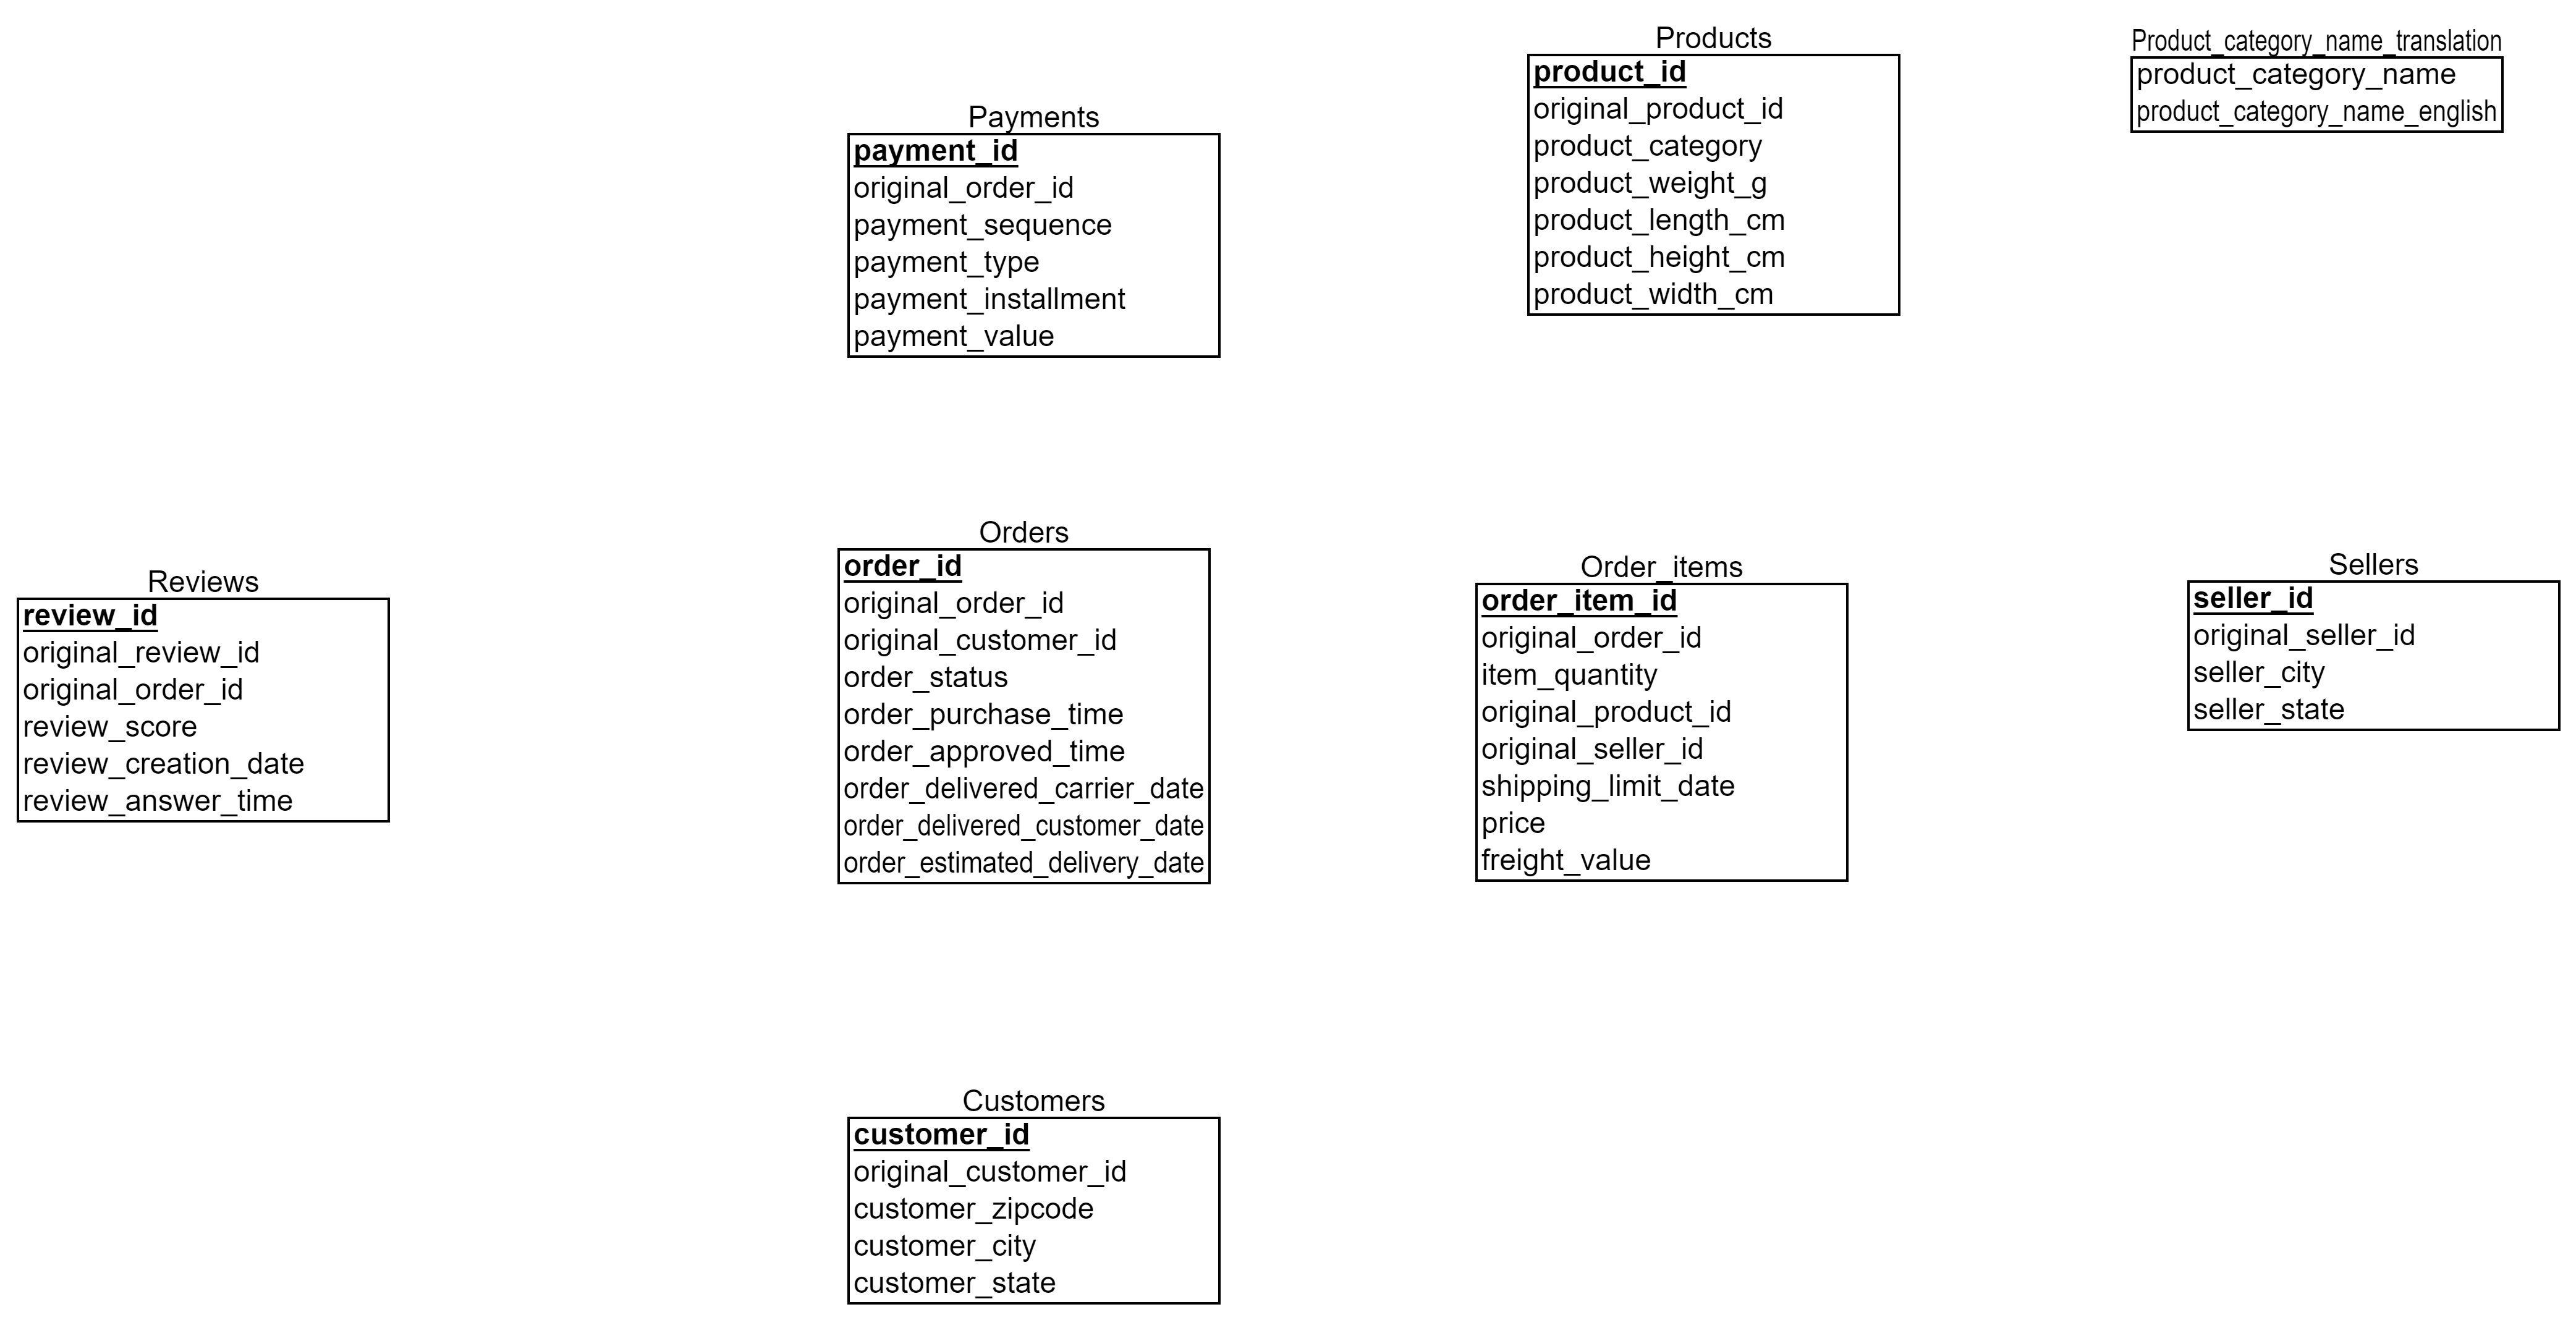 Products
product_id
original_product_id
product_category
product_weight_g
product_length_cm
product_height_cm
product_width_cm
Product_category_name_translation
product_category_name
product_category_name_english
Payments
payment_id
original_order_id
payment_sequence
payment_type
payment_installment
payment_value
Reviews
review_id
original_review_id
original_order_id
review_score
review_creation_date
review_answer_time
Orders
order_id
original_order_id
original_customer_id
order_status
order_purchase_time
order_approved_time
order_delivered_carrier_date
order_delivered_customer_date
order_estimated_delivery_date
Order_items
order_item_id
original_order_id
item_quantity
original_product_id
original_seller_id
shipping_limit_date
price
freight_value
Sellers
seller_id
original_seller_id
seller_city
seller_state
Customers
customer_id
original_customer_id
customer_zipcode
customer_city
customer_state